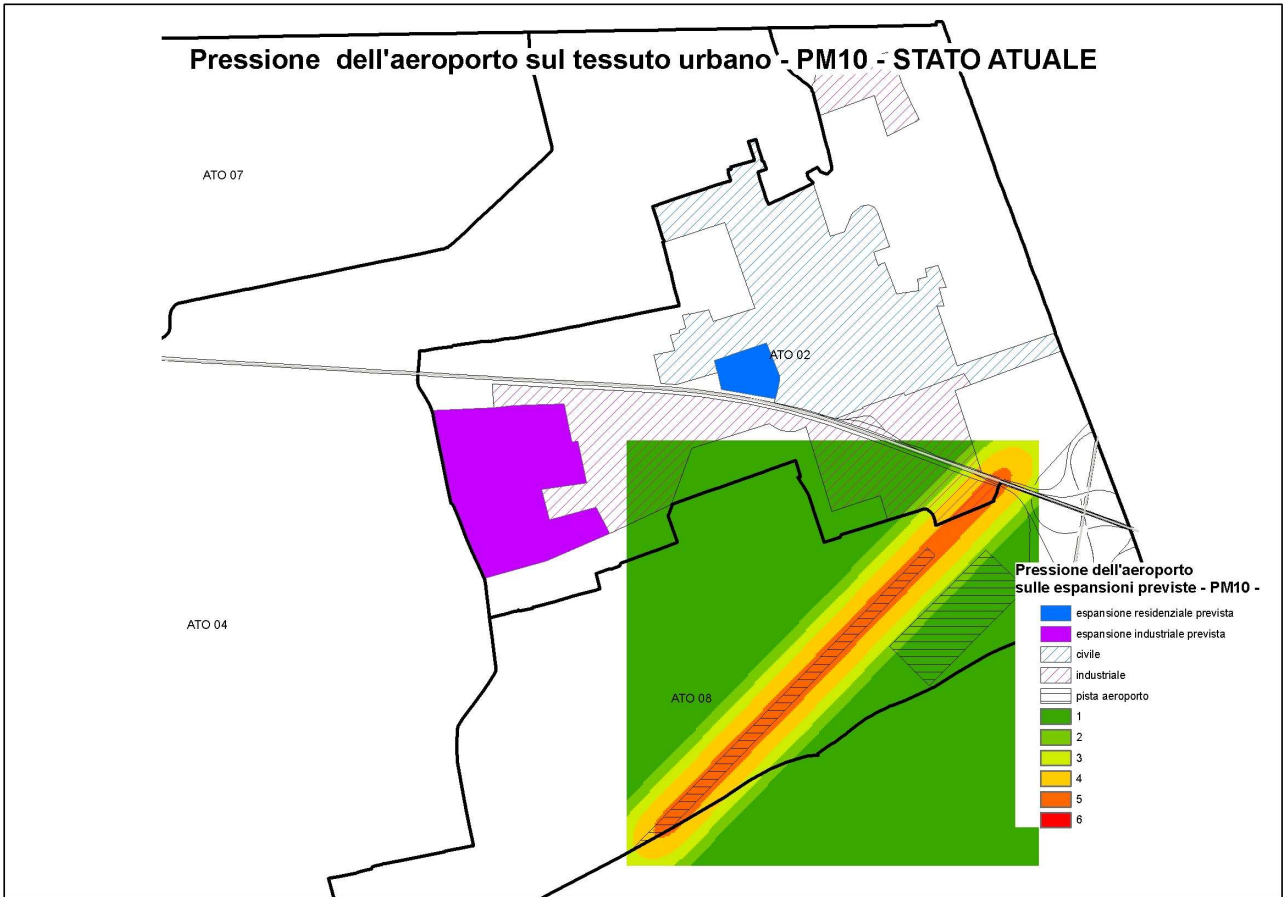 Pressione dell'aeroporto sul tessuto urbano - PM10 - STATO ATUALE
ATO 07
ATO 02
ATO 04
ATO 08
Pressione dell'aeroporto
sulle espansioni previste - PM10 -
espansione residenziale prevista
espansione industriale prevista
civile
industriale
pista aeroporto
1
2
3
4
5
6